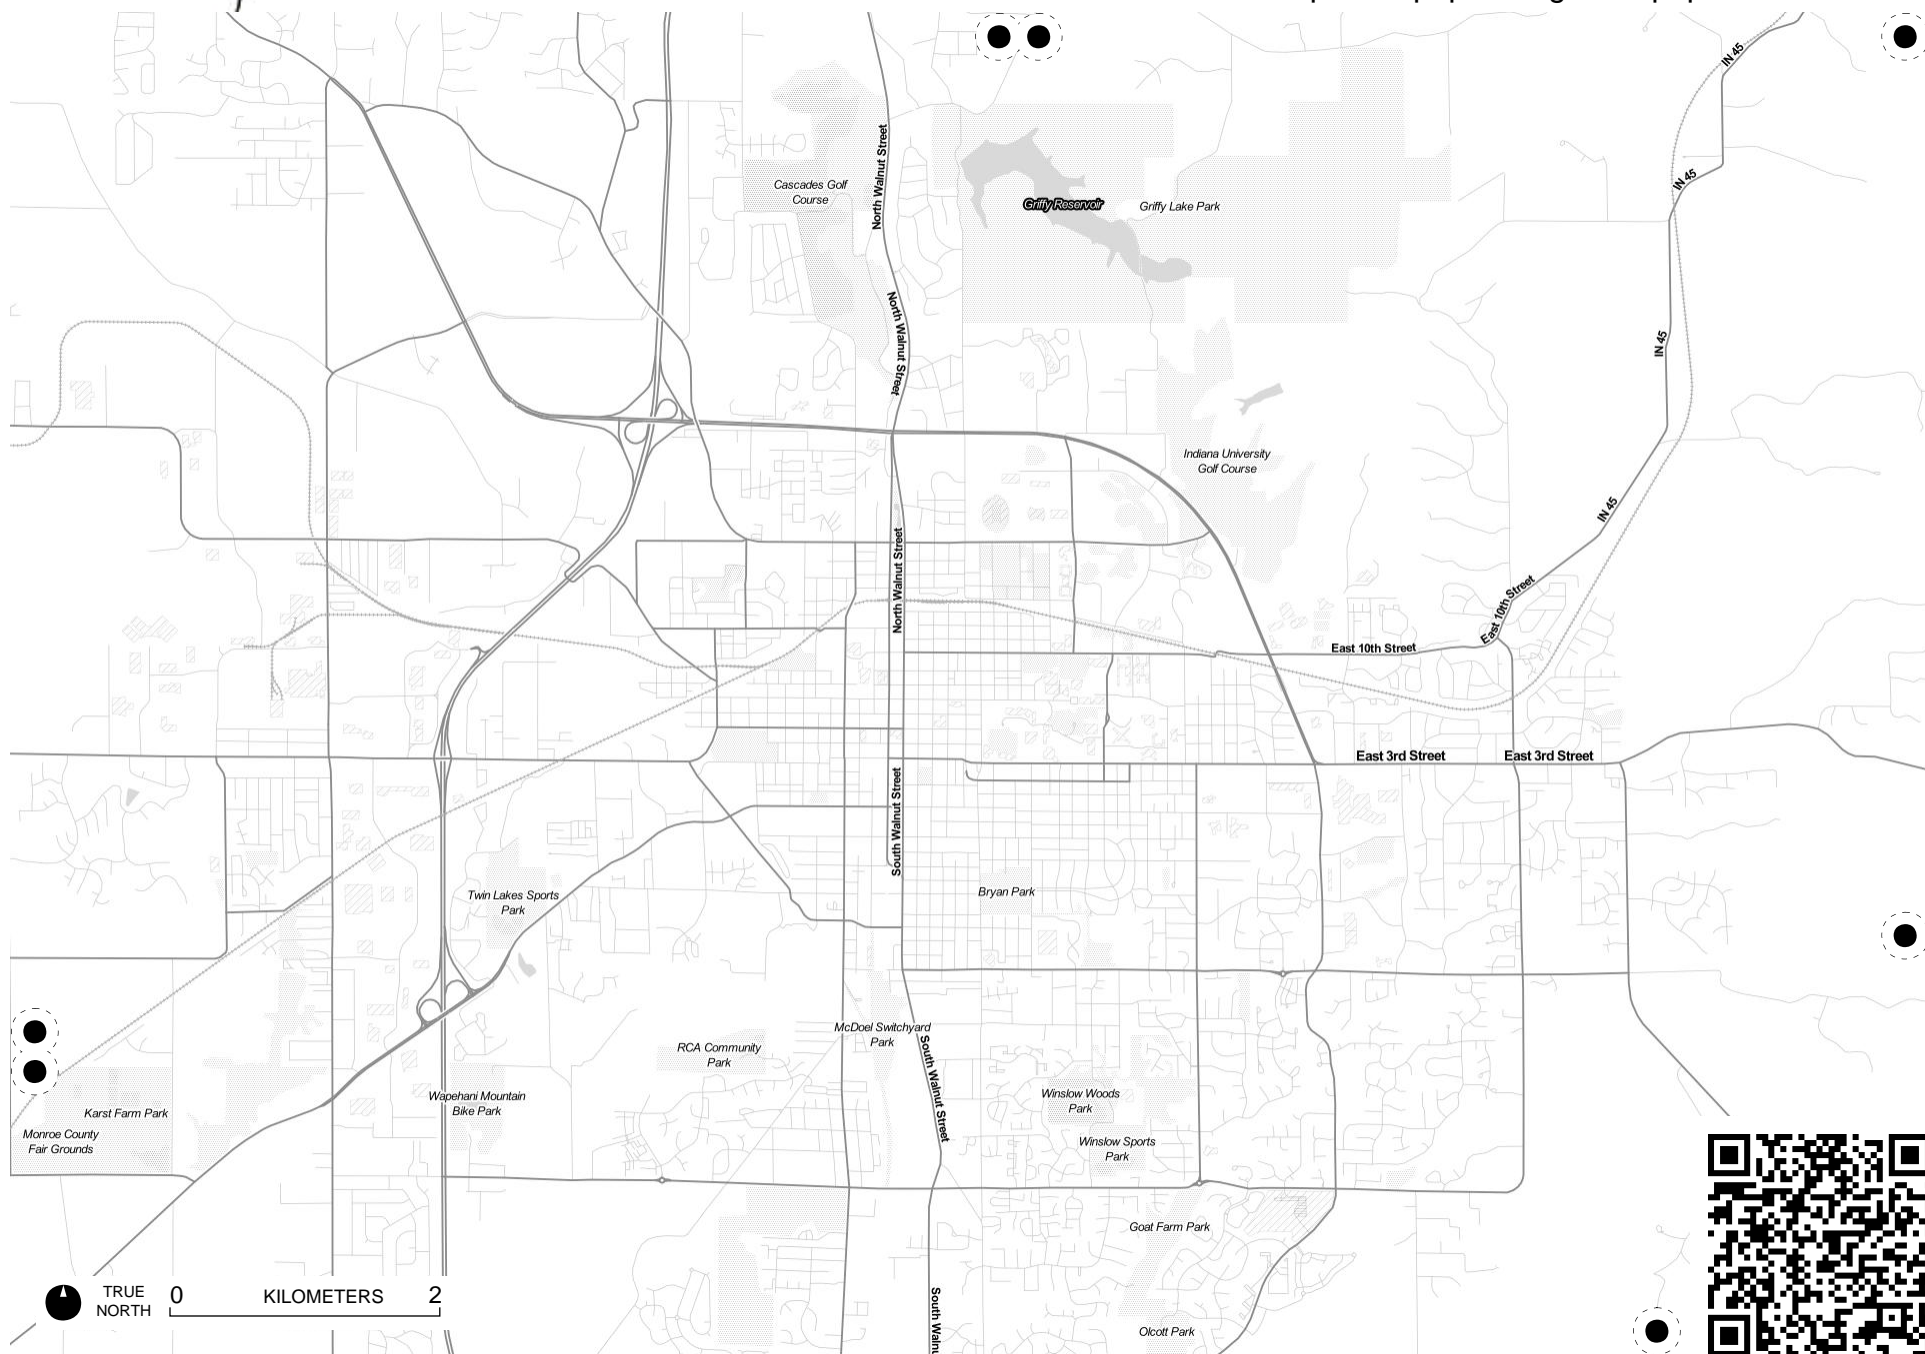 IN 45
North Walnut Street
Cascades Golf
Course
IN 45
Griffy Reservoir
Griffy Lake Park
North Walnut Street
IN 45
Indiana University
Golf Course
IN 45
North Walnut Street
East 10th Street
East 10th Street
East 3rd Street
East 3rd Street
South Walnut Street
Twin Lakes Sports
Park
Bryan Park
McDoel Switchyard
Park
RCA Community
Park
South Walnut Street
Wapehani Mountain
Bike Park
Winslow Woods
Park
Karst Farm Park
Monroe County
Fair Grounds
Winslow Sports
Park
Goat Farm Park
TRUE
NORTH
0 KILOMETERS 2
South Walnu
Olcott Park